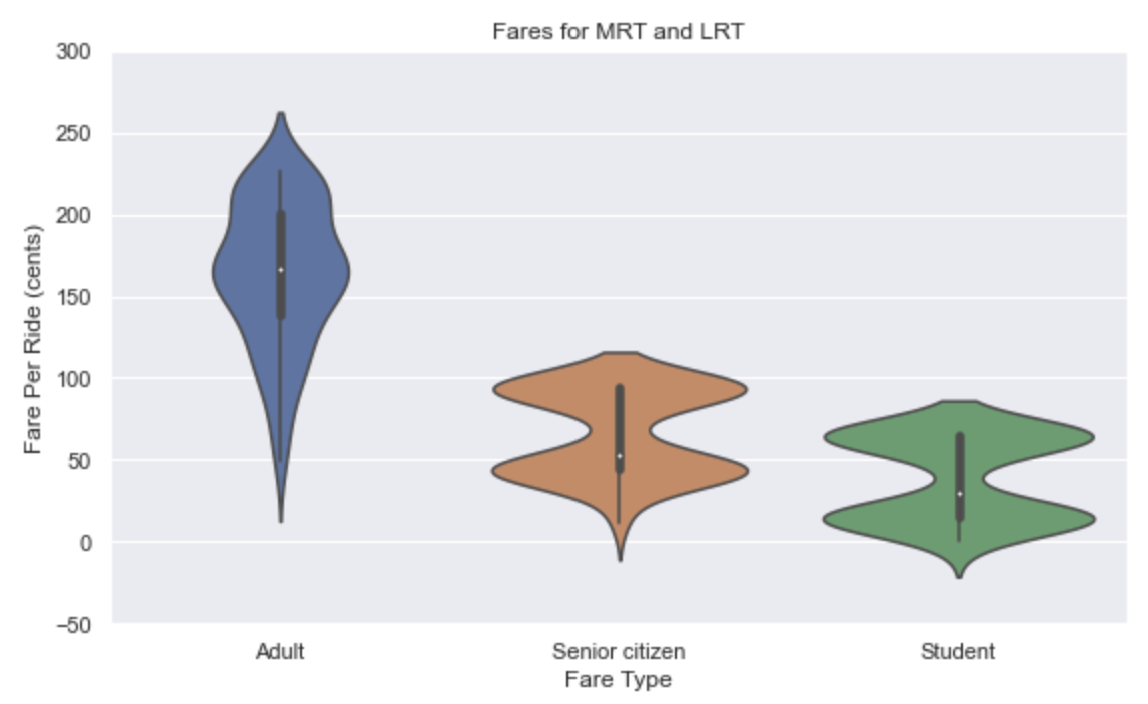 Fares for MRT and LRT
300
250
200
150
100
50
0
−50
Fare Per Ride (cents)
Adult
Senior citizen
Student
Fare Type